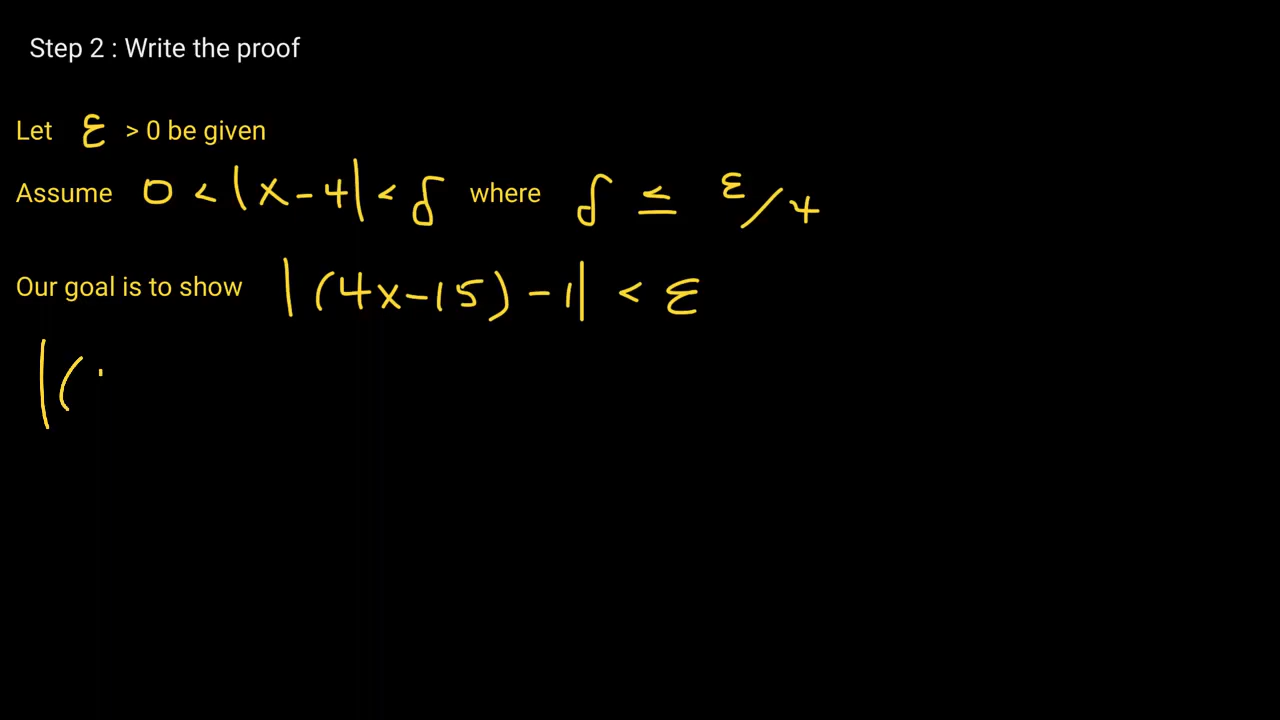 Step 2 : Write the proof
Let ε > 0 be given
Assume 0 < |x - 4| < δ where δ ≤ ε/4
Our goal is to show |(4x-15) - 1| < ε
|(